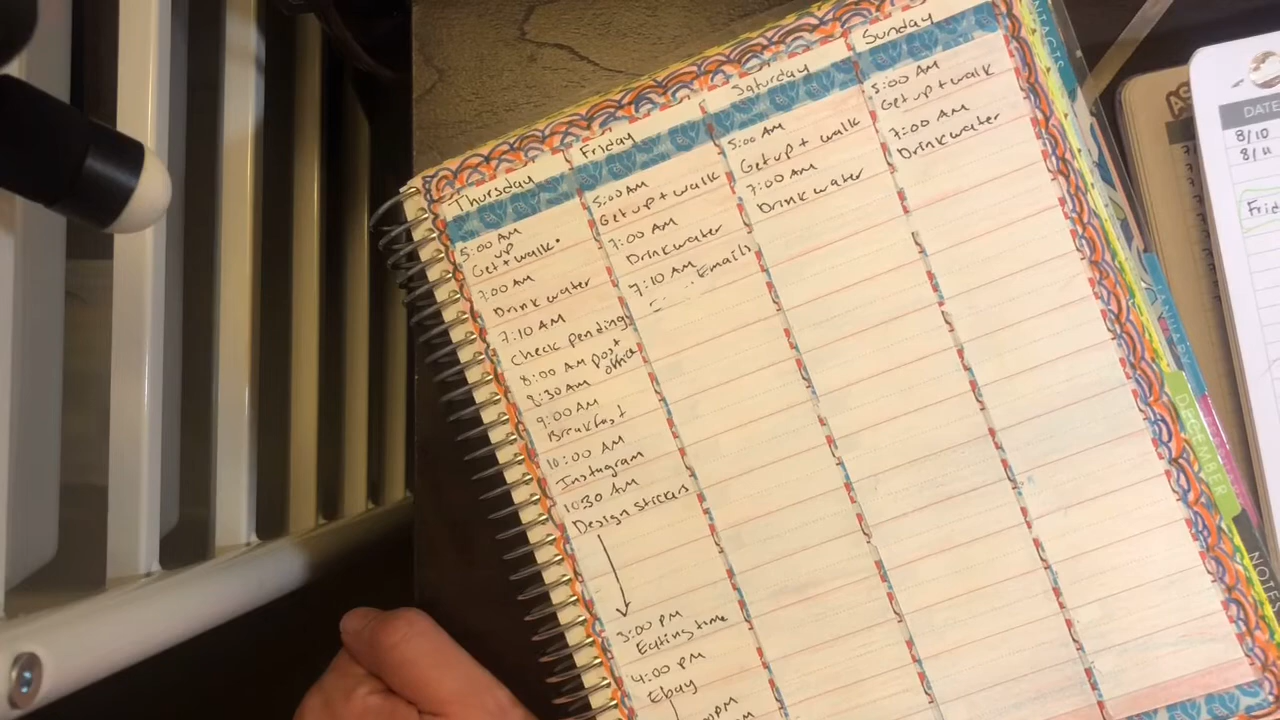 Thursday
5:00 AM
up
Get + walk.
7:00 AM
Drink water
7:10 AM
Check pending
8:00 AM post
office
8:30 AM
9:00 AM
Breakfast
10:00 AM
Instagram
10:30 AM
Design stickers
3:00 PM
Eating time
4:00 PM
Ebay
PM
Friday
5:00 AM
Get up + walk
7:00 AM
Drink water
7:10 AM
Emails
Saturday
5:00 AM
Get up + walk
7:00 AM
Drink water
Sunday
5:00 AM
Get up + walk
7:00 AM
Drink water
NTACTS
DECEMBER
NOTE
AS
DATE
8/10
8/11
Frid